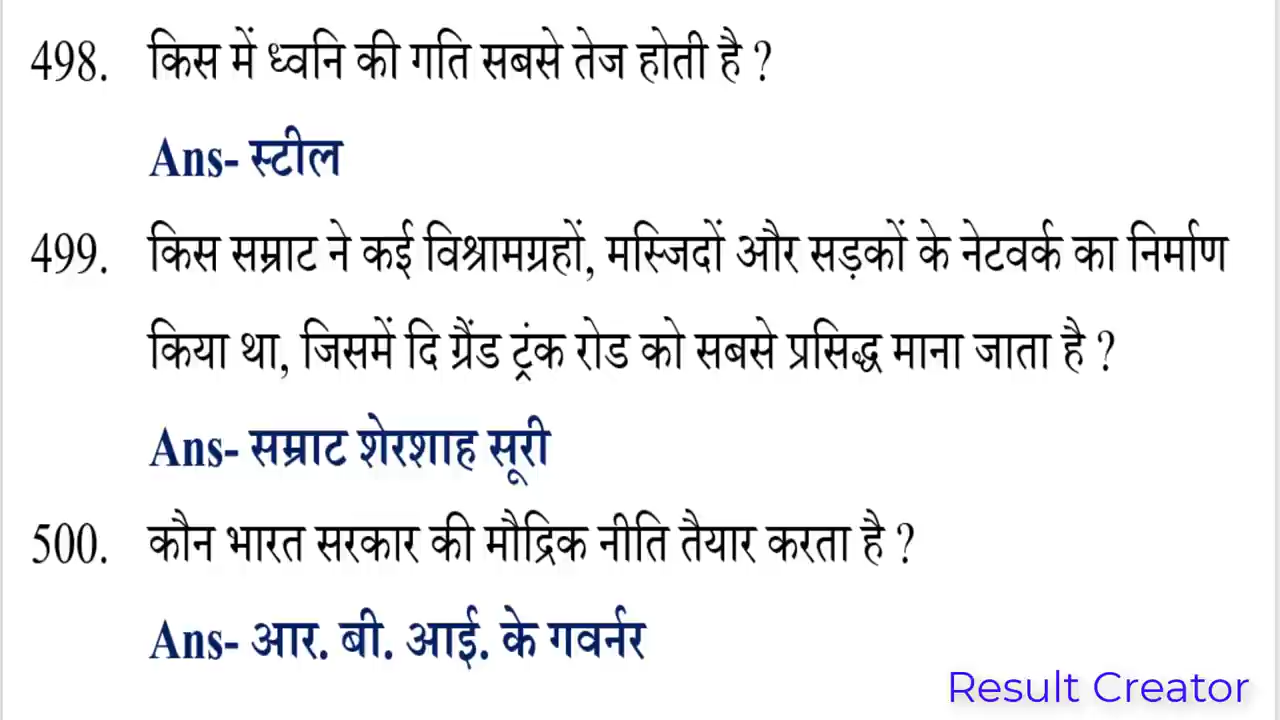 498. किस में ध्वनि की गति सबसे तेज होती है ?
Ans- स्टील
499. किस सम्राट ने कई विश्रामग्रहों, मस्जिदों और सड़कों के नेटवर्क का निर्माण
किया था, जिसमें दि ग्रैंड ट्रंक रोड को सबसे प्रसिद्ध माना जाता है ?
Ans- सम्राट शेरशाह सूरी
500. कौन भारत सरकार की मौद्रिक नीति तैयार करता है ?
Ans- आर. बी. आई. के गवर्नर
Result Creator